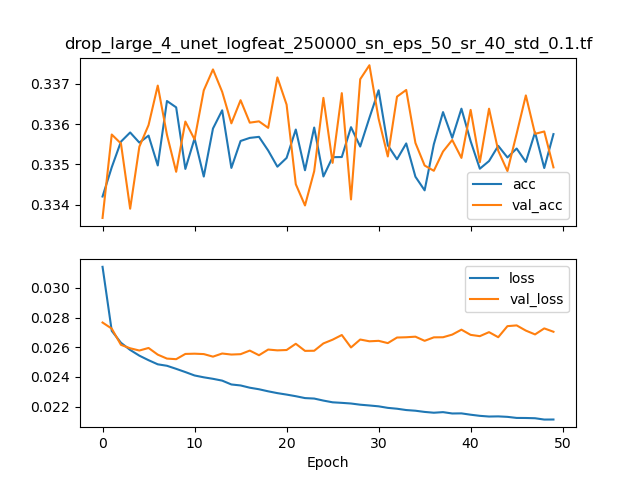 drop_large_4_unet_logfeat_250000_sn_eps_50_sr_40_std_0.1.tf
0.337
0.336
0.335
0.334
acc
val_acc
0.030
0.028
0.026
0.024
0.022
loss
val_loss
0 10 20 30 40 50
Epoch